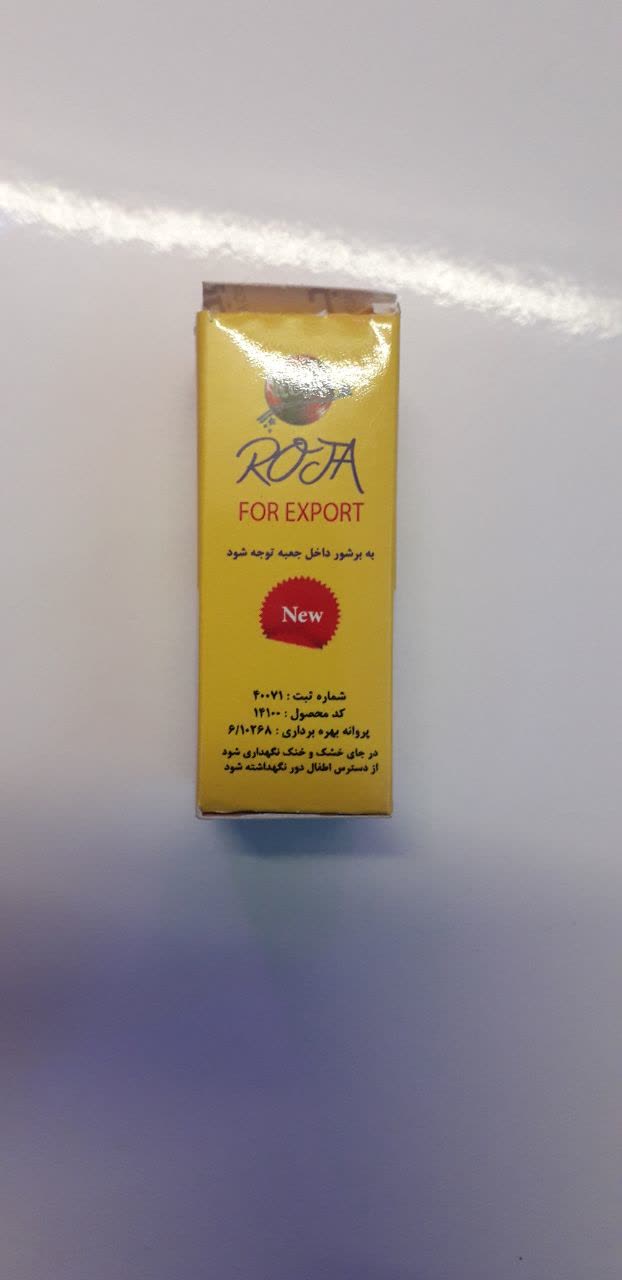 ROJA
FOR EXPORT
به برشور داخل جعبه توجه شود
New
شماره ثبت : ۴۰۰۷۱
کد محصول : ۱۴۱۰۰
پروانه بهره برداری : ۶/۱۰۲۶۸
در جای خشک و خنک نگهداری شود
از دسترس اطفال دور نگهداشته شود